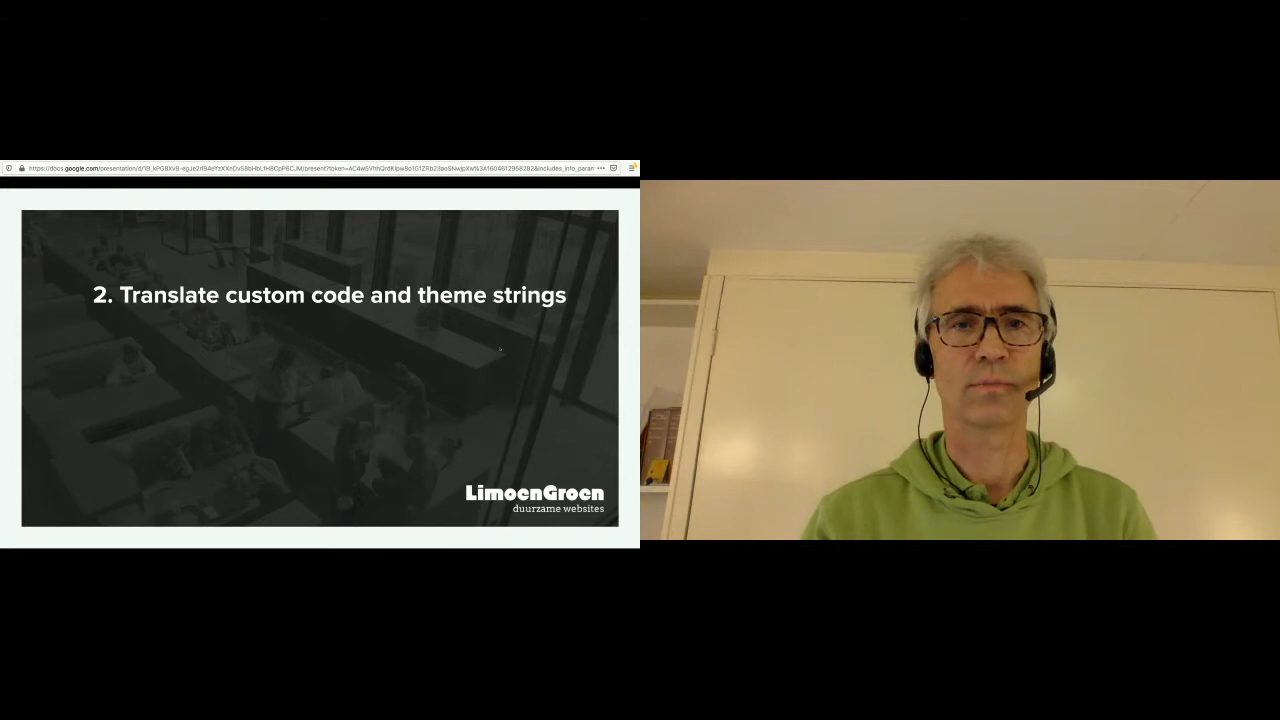 2. Translate custom code and theme strings
LimoenGroen
duurzame websites